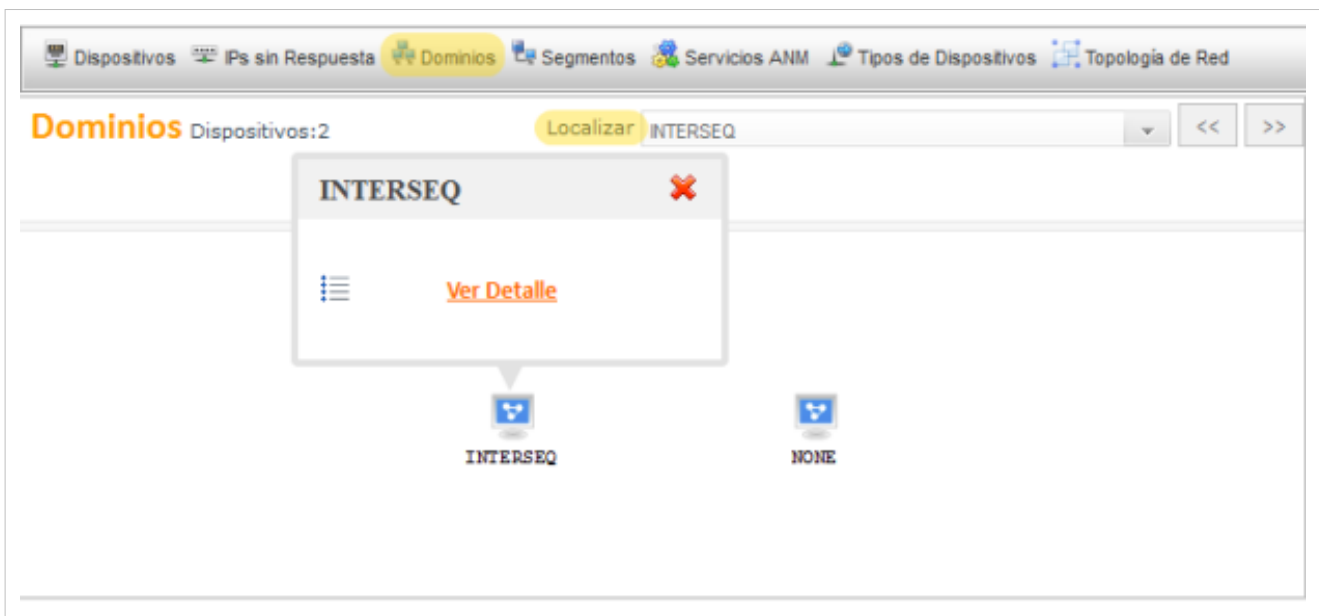 Dispositivos IPs sin Respuesta Dominios Segmentos Servicios ANM Tipos de Dispositivos Topología de Red
Dominios Dispositivos:2 Localizar INTERSEQ << >>
INTERSEQ
Ver Detalle
INTERSEQ NONE